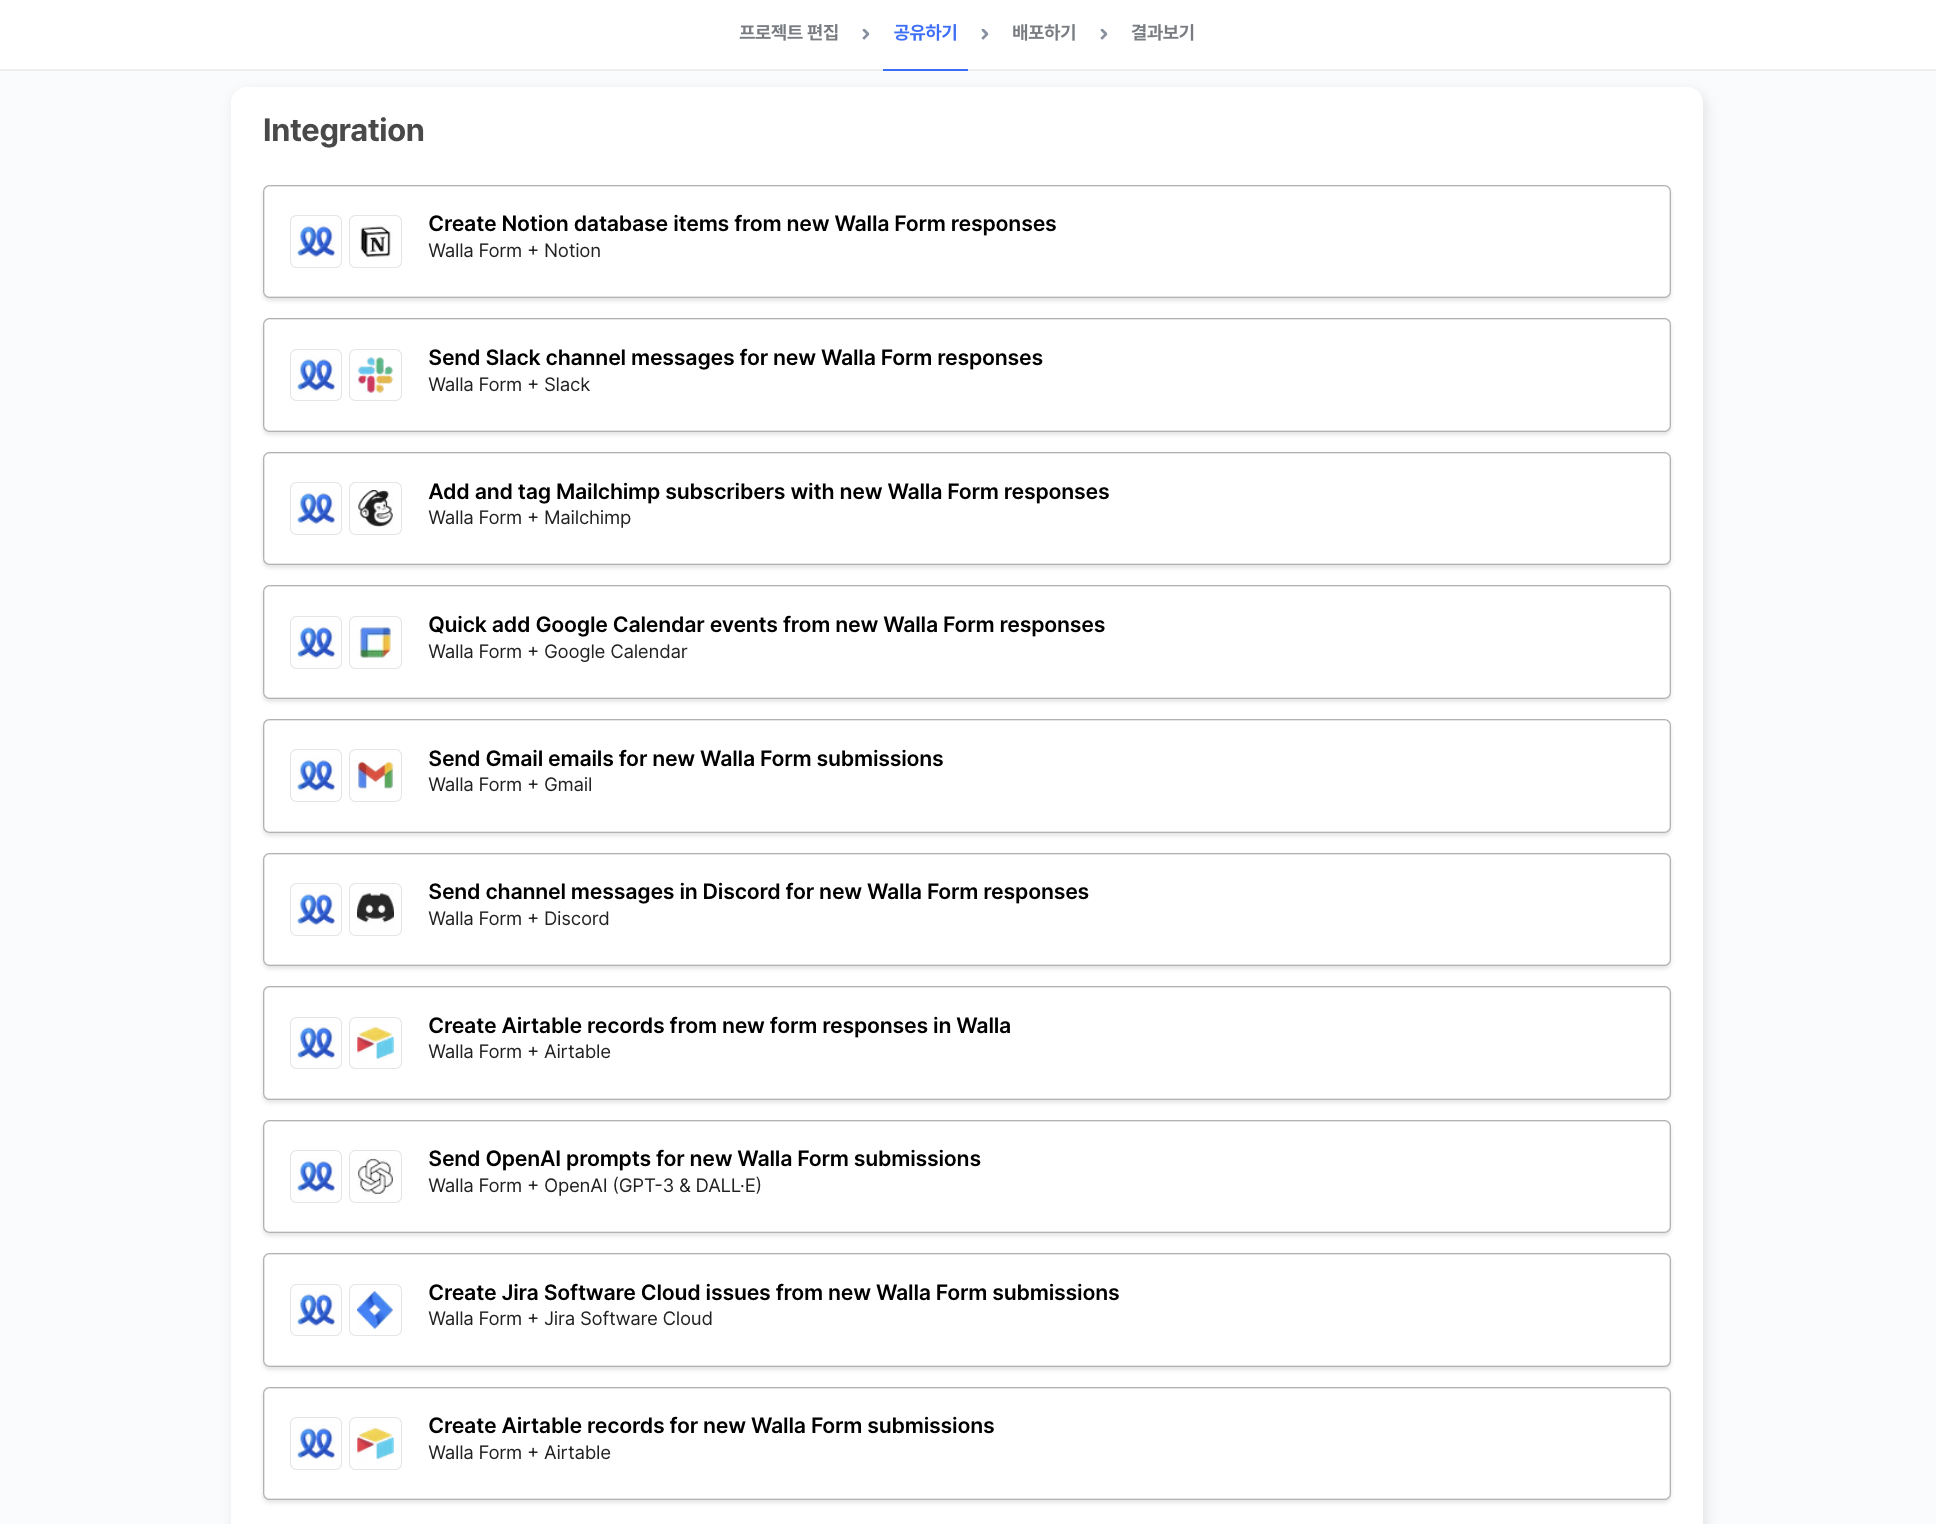 프로젝트 편집 > 공유하기 > 배포하기 > 결과보기
Integration
Create Notion database items from new Walla Form responses
Walla Form + Notion
Send Slack channel messages for new Walla Form responses
Walla Form + Slack
Add and tag Mailchimp subscribers with new Walla Form responses
Walla Form + Mailchimp
Quick add Google Calendar events from new Walla Form responses
Walla Form + Google Calendar
Send Gmail emails for new Walla Form submissions
Walla Form + Gmail
Send channel messages in Discord for new Walla Form responses
Walla Form + Discord
Create Airtable records from new form responses in Walla
Walla Form + Airtable
Send OpenAI prompts for new Walla Form submissions
Walla Form + OpenAI (GPT-3 & DALL·E)
Create Jira Software Cloud issues from new Walla Form submissions
Walla Form + Jira Software Cloud
Create Airtable records for new Walla Form submissions
Walla Form + Airtable